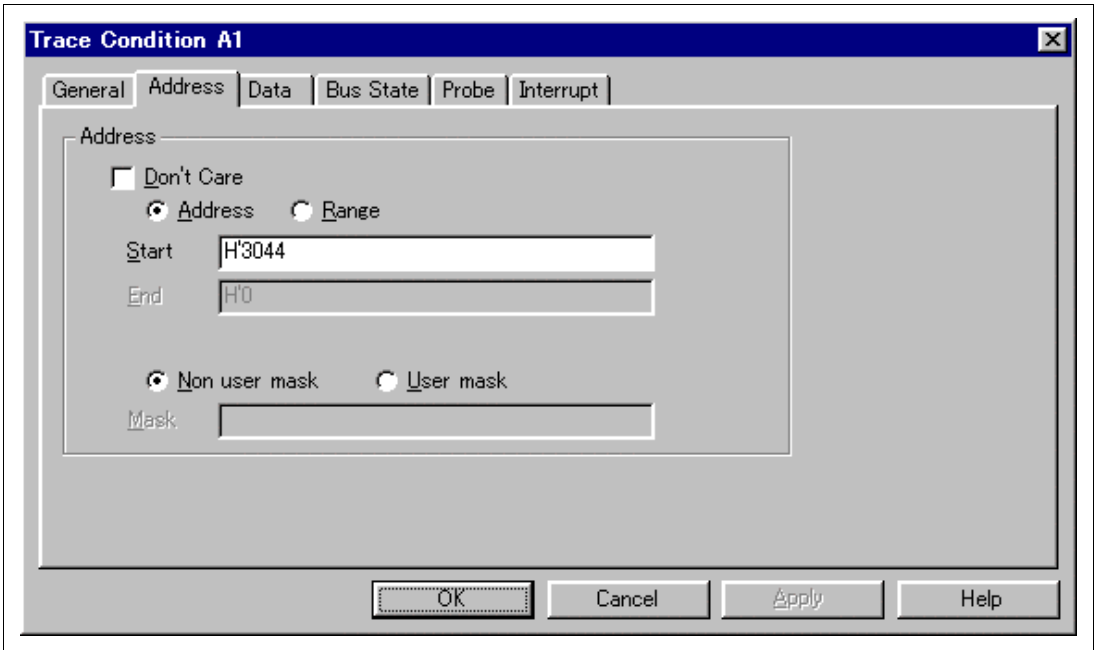 Trace Condition A1
General Address Data Bus State Probe Interrupt
Address
Don't Care
Address Range
Start H'3044
End H'0
Non user mask User mask
Mask
OK Cancel Apply Help